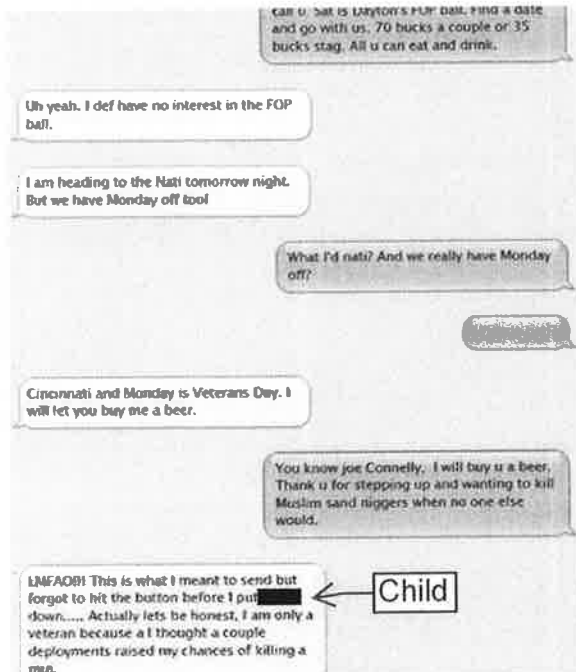 call u. Sat is Dayton's FOP ball. Find a date
and go with us. 70 bucks a couple or 35
bucks stag. All u can eat and drink.
Uh yeah. I def have no interest in the FOP
ball.
I am heading to the Nati tomorrow night.
But we have Monday off too!
What I'd nati? And we really have Monday
off?
Cincinnati and Monday is Veterans Day. I
will let you buy me a beer.
You know joe Connelly, I will buy u a beer,
Thank u for stepping up and wanting to kill
Muslim sand niggers when no one else
would.
LMFAOB! This is what I meant to send but
forgot to hit the button before I put
down..... Actually lets be honest, I am only a
veteran because a I thought a couple
deployments raised my chances of killing a
man.
Child